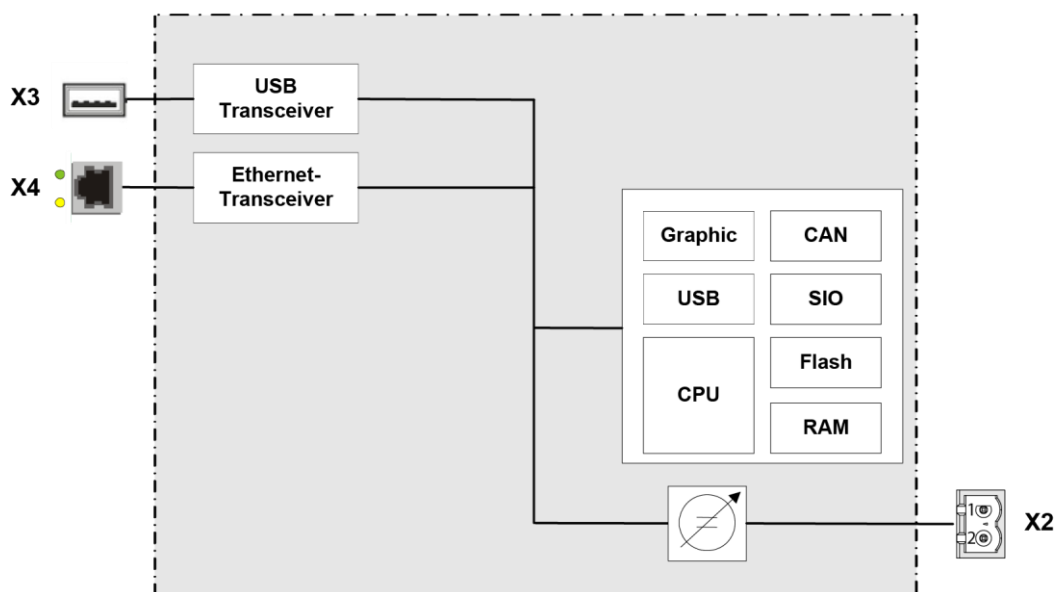 X3
USB
Transceiver
X4
Ethernet-
Transceiver
Graphic
CAN
USB
SIO
CPU
Flash
RAM
1
2
X2